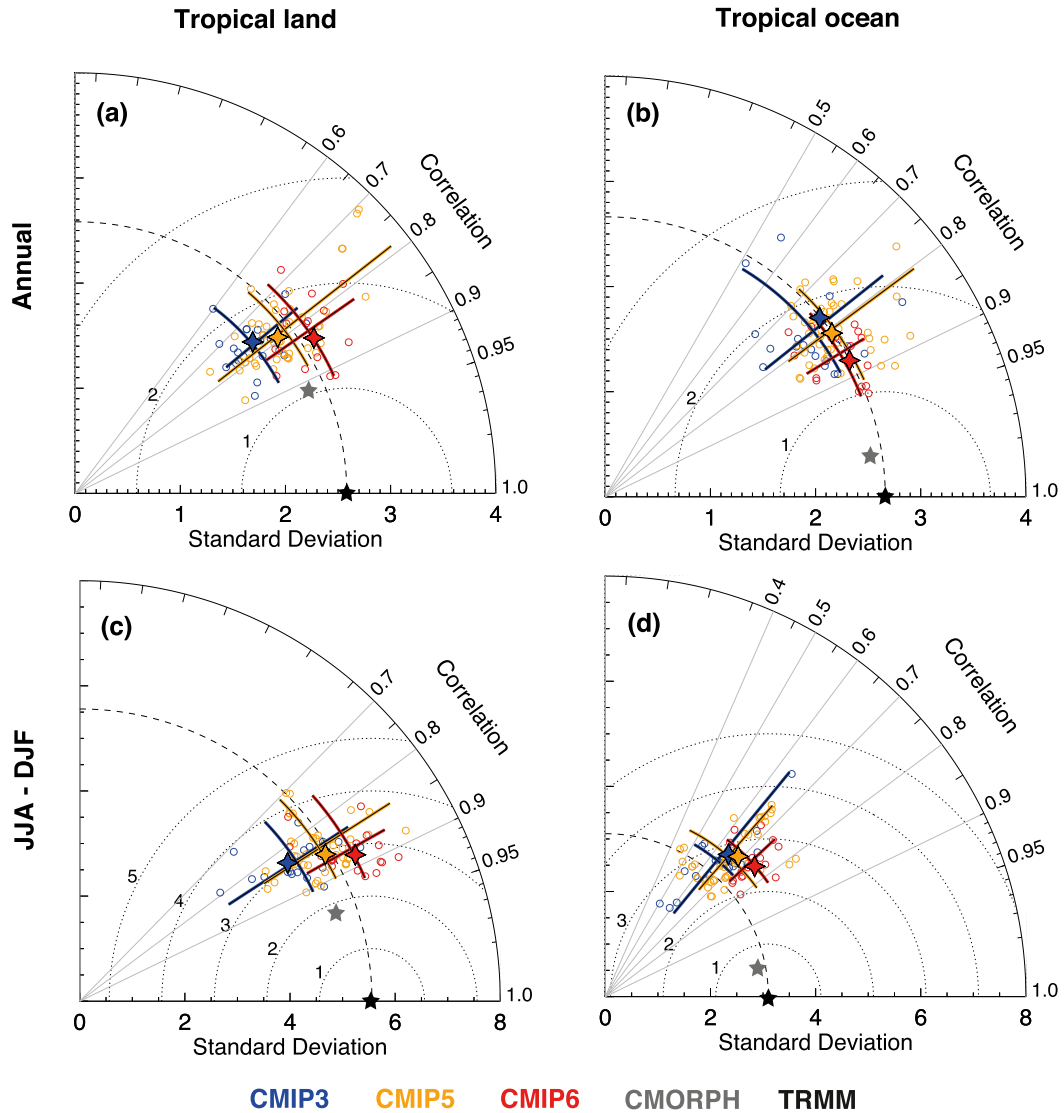 Tropical land
Tropical ocean
Annual
(a)
0.6
0.7
Correlation
0.8
0.9
0.95
1.0
2
1
0 1 2 3 4
Standard Deviation
(b)
0.5
0.6
0.7
Correlation
0.8
0.9
0.95
1.0
2
1
0 1 2 3 4
Standard Deviation
JJA - DJF
(c)
0.7
Correlation
0.8
0.9
0.95
1.0
5
4
3
2
1
0 2 4 6 8
Standard Deviation
(d)
0.4
0.5
0.6
0.7
Correlation
0.8
0.9
0.95
1.0
3
2
1
0 2 4 6 8
Standard Deviation
CMIP3 CMIP5 CMIP6 CMORPH TRMM